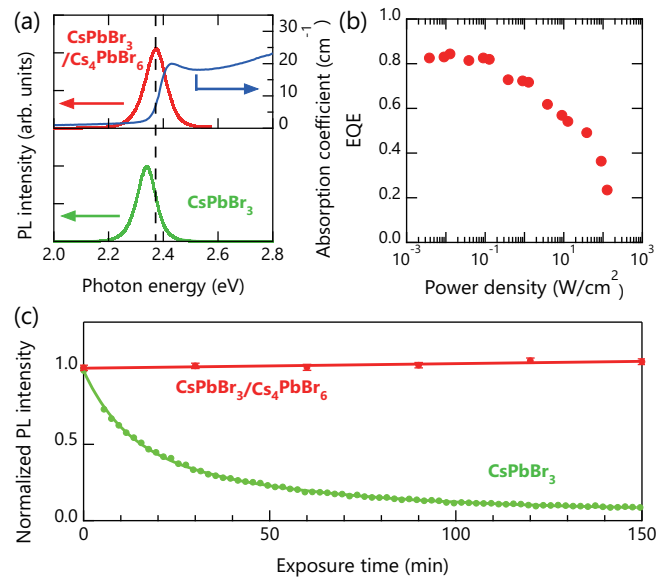 (a)
CsPbBr3
/Cs4PbBr6
PL intensity (arb. units)
30
20
10
0
Absorption coefficient (cm-1)
CsPbBr3
2.0 2.2 2.4 2.6 2.8
Photon energy (eV)
(b)
EQE
1.0
0.8
0.6
0.4
0.2
0.0
10-3 10-1 101 103
Power density (W/cm2)
(c)
Normalized PL intensity
1.0
0.5
0.0
CsPbBr3/Cs4PbBr6
CsPbBr3
0 50 100 150
Exposure time (min)